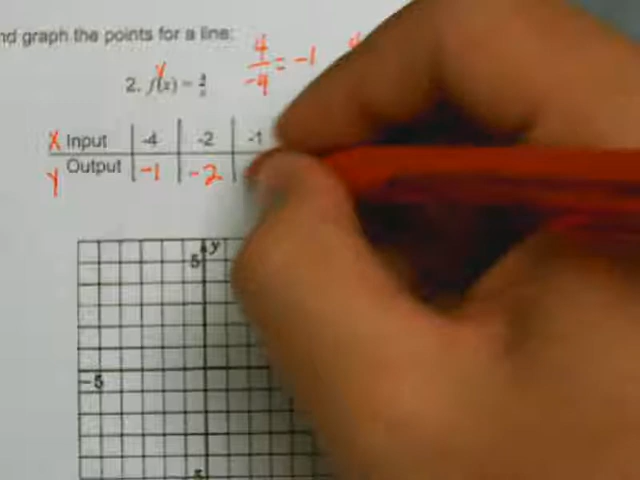 nd graph the points for a line:
4/-4 = -1
2. f(x) = 4/x
y
X Input -4 -2 -1
Y Output -1 -2
y
5
-5